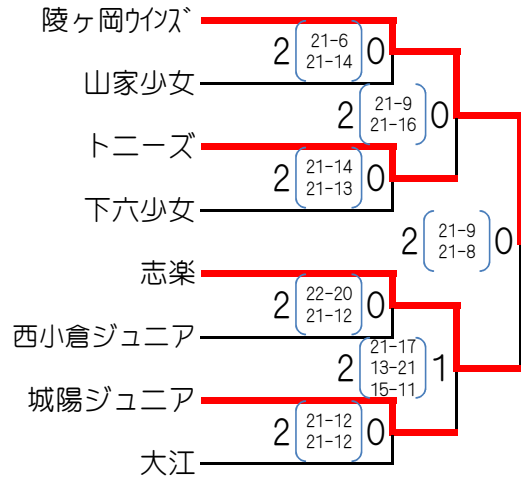 陵ヶ岡ウインズ
2 21-6 0
21-14
山家少女
2 21-9 0
21-16
トニーズ
2 21-14 0
21-13
下六少女
2 21-9 0
21-8
志楽
2 22-20 0
21-12
西小倉ジュニア
21-17
2 13-21 1
15-11
城陽ジュニア
2 21-12 0
21-12
大江